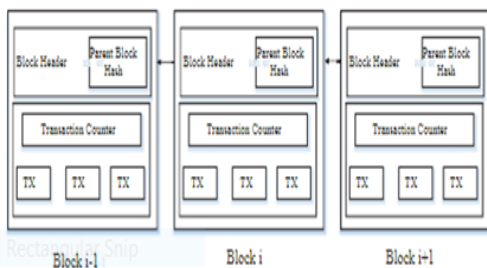 Block Header
Parent Block
Hash
Transaction Counter
TX TX TX
Block i-1
Block Header
Parent Block
Hash
Transaction Counter
TX TX TX
Block i
Block Header
Parent Block
Hash
Transaction Counter
TX TX TX
Block i+1
Rectangular Snip